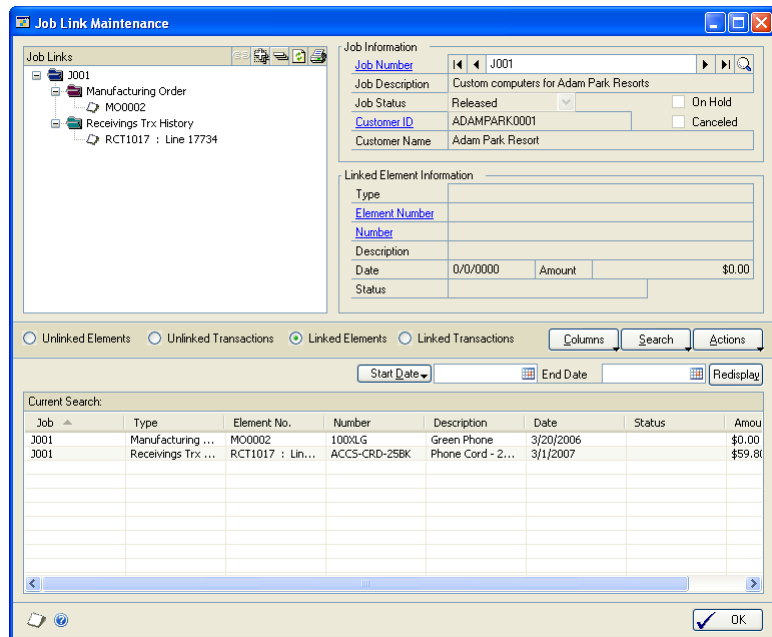 Job Link Maintenance
Job Links
J001
Manufacturing Order
MO0002
Receivings Trx History
RCT1017 : Line 17734
Job Information
Job Number J001
Job Description Custom computers for Adam Park Resorts
Job Status Released On Hold
Customer ID ADAMPARK0001 Canceled
Customer Name Adam Park Resort
Linked Element Information
Type
Element Number
Number
Description
Date 0/0/0000 Amount $0.00
Status
Unlinked Elements Unlinked Transactions Linked Elements Linked Transactions Columns Search Actions
Start Date End Date Redisplay
Current Search:
Job Type Element No. Number Description Date Status Amou
J001 Manufacturing ... MO0002 100XLG Green Phone 3/20/2006 $0.00
J001 Receivings Trx ... RCT1017 : Lin... ACCS-CRD-25BK Phone Cord - 2... 3/1/2007 $59.80
OK